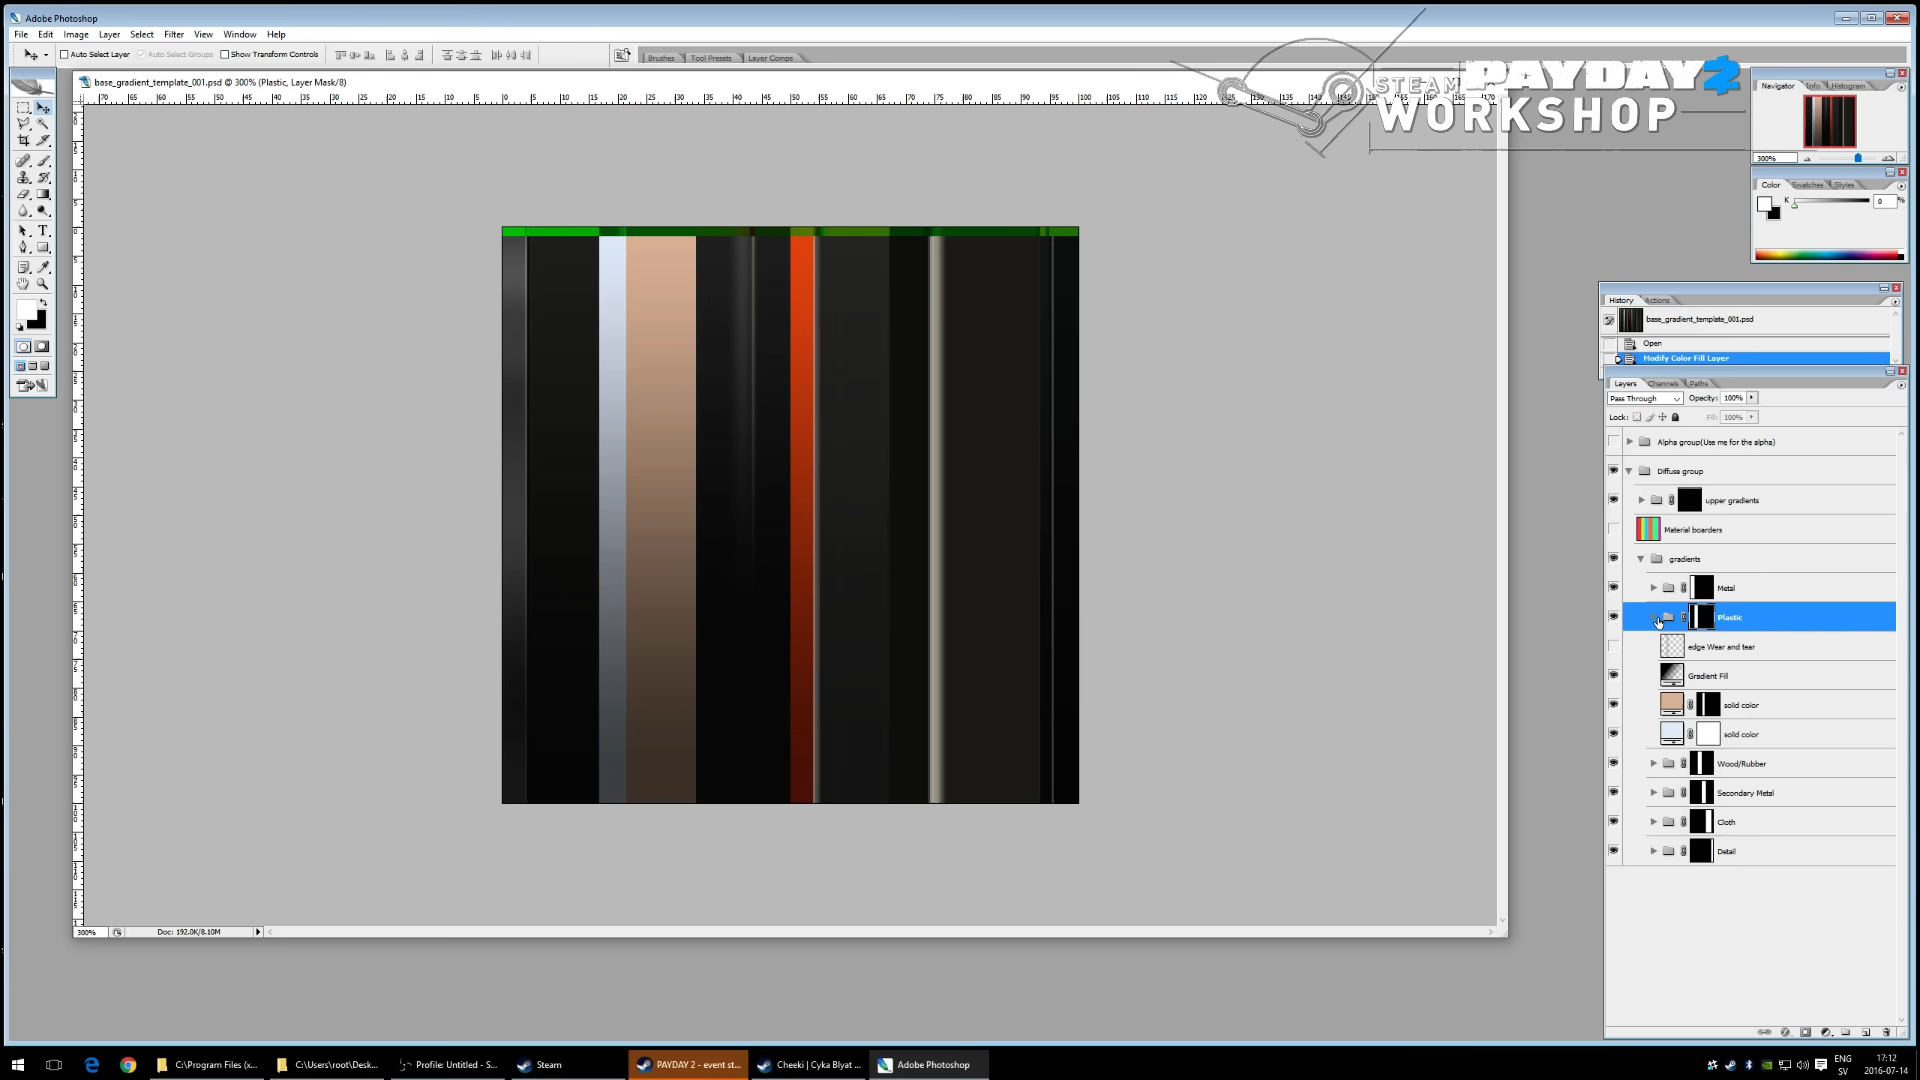 Adobe Photoshop
File Edit Image Layer Select Filter View Window Help
Auto Select Layer Auto Select Groups Show Transform Controls
Brushes Tool Presets Layer Comps
STEAM PAYDAY 2
WORKSHOP
base_gradient_template_001.psd @ 300% (Plastic, Layer Mask/8)
Navigator Info Histogram
300%
Color Swatches Styles
K 0 %
History Actions
base_gradient_template_001.psd
Open
Modify Color Fill Layer
Layers Channels Paths
Pass Through Opacity: 100%
Lock: Fill: 100%
Alpha group(Use me for the alpha)
Diffuse group
upper gradients
Material boarders
gradients
Metal
Plastic
edge Wear and tear
Gradient Fill
solid color
solid color
Wood/Rubber
Secondary Metal
Cloth
Detail
300% Doc: 192.0K/8.10M
C:\Program Files (x... C:\Users\root\Desk... Profile: Untitled - S... Steam PAYDAY 2 - event st... Cheeki | Cyka Blyat ... Adobe Photoshop
ENG
SV
17:12
2016-07-14